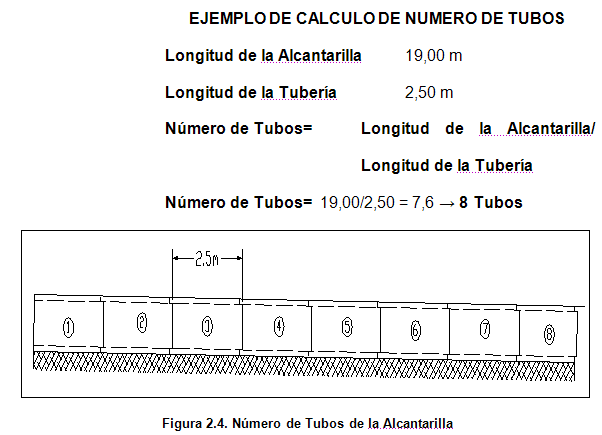 EJEMPLO DE CALCULO DE NUMERO DE TUBOS
Longitud de la Alcantarilla 19,00 m
Longitud de la Tubería 2,50 m
Número de Tubos= Longitud de la Alcantarilla/
Longitud de la Tubería
Número de Tubos= 19,00/2,50 = 7,6 → 8 Tubos
2.5m
1 2 3 4 5 6 7 8
Figura 2.4. Número de Tubos de la Alcantarilla